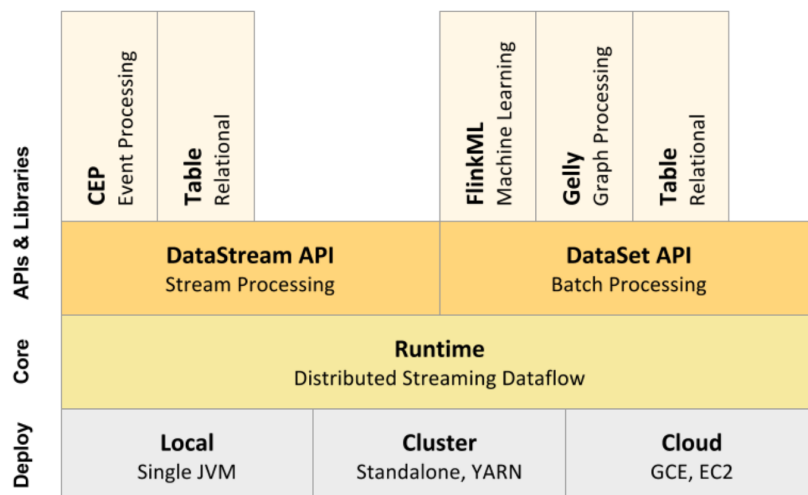 APIs & Libraries
CEP
Event Processing
Table
Relational
FlinkML
Machine Learning
Gelly
Graph Processing
Table
Relational
DataStream API
Stream Processing
DataSet API
Batch Processing
Core
Runtime
Distributed Streaming Dataflow
Deploy
Local
Single JVM
Cluster
Standalone, YARN
Cloud
GCE, EC2